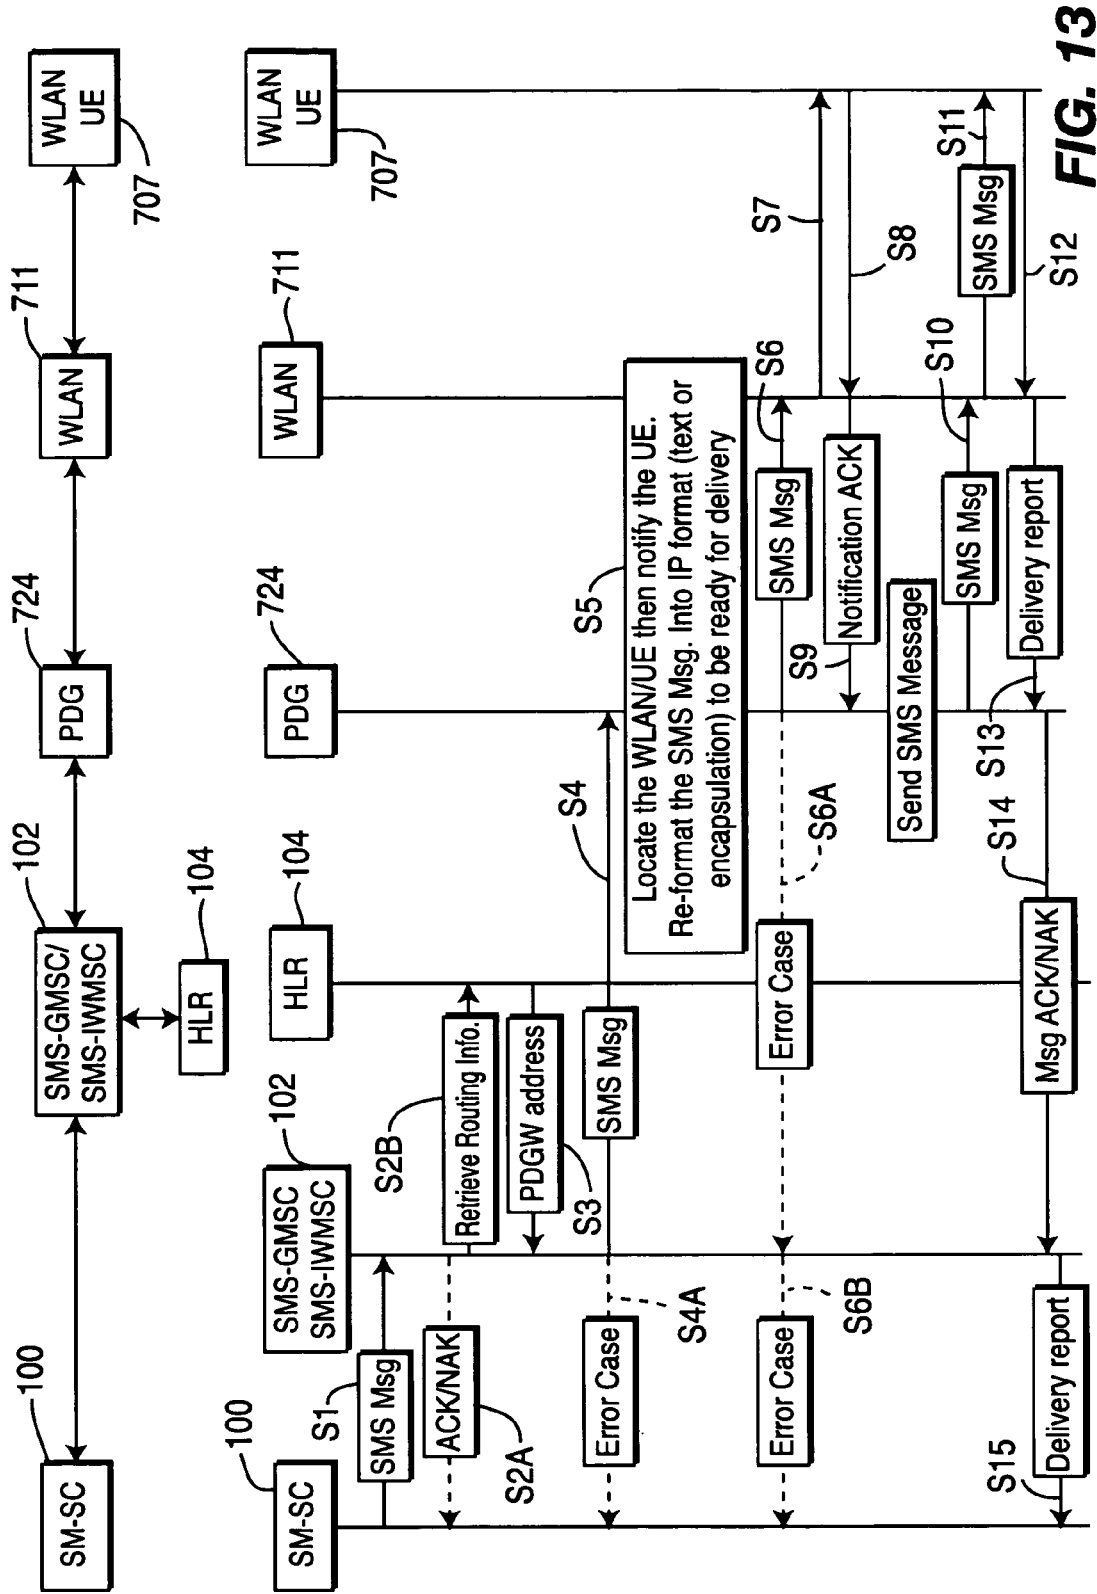 100
102
724
711
SM-SC
SMS-GMSC/
SMS-IWMSC
PDG
WLAN
WLAN
UE
707
104
HLR
100
SM-SC
102
SMS-GMSC
SMS-IWMSC
104
HLR
724
PDG
711
WLAN
WLAN
UE
707
S1
SMS Msg
S2B
ACK/NAK
Retrieve Routing Info.
S2A
PDGW address
S3
S4
Error Case
SMS Msg
S4A
S5
Locate the WLAN/UE then notify the UE.
Re-format the SMS Msg. Into IP format (text or
encapsulation) to be ready for delivery
S6
Error Case
Error Case
SMS Msg
S7
S6B
S6A
S9
Notification ACK
S8
Send SMS Message
S10
SMS Msg
SMS Msg
S11
S13
S14
S15
Delivery report
Msg ACK/NAK
Delivery report
S12
FIG. 13